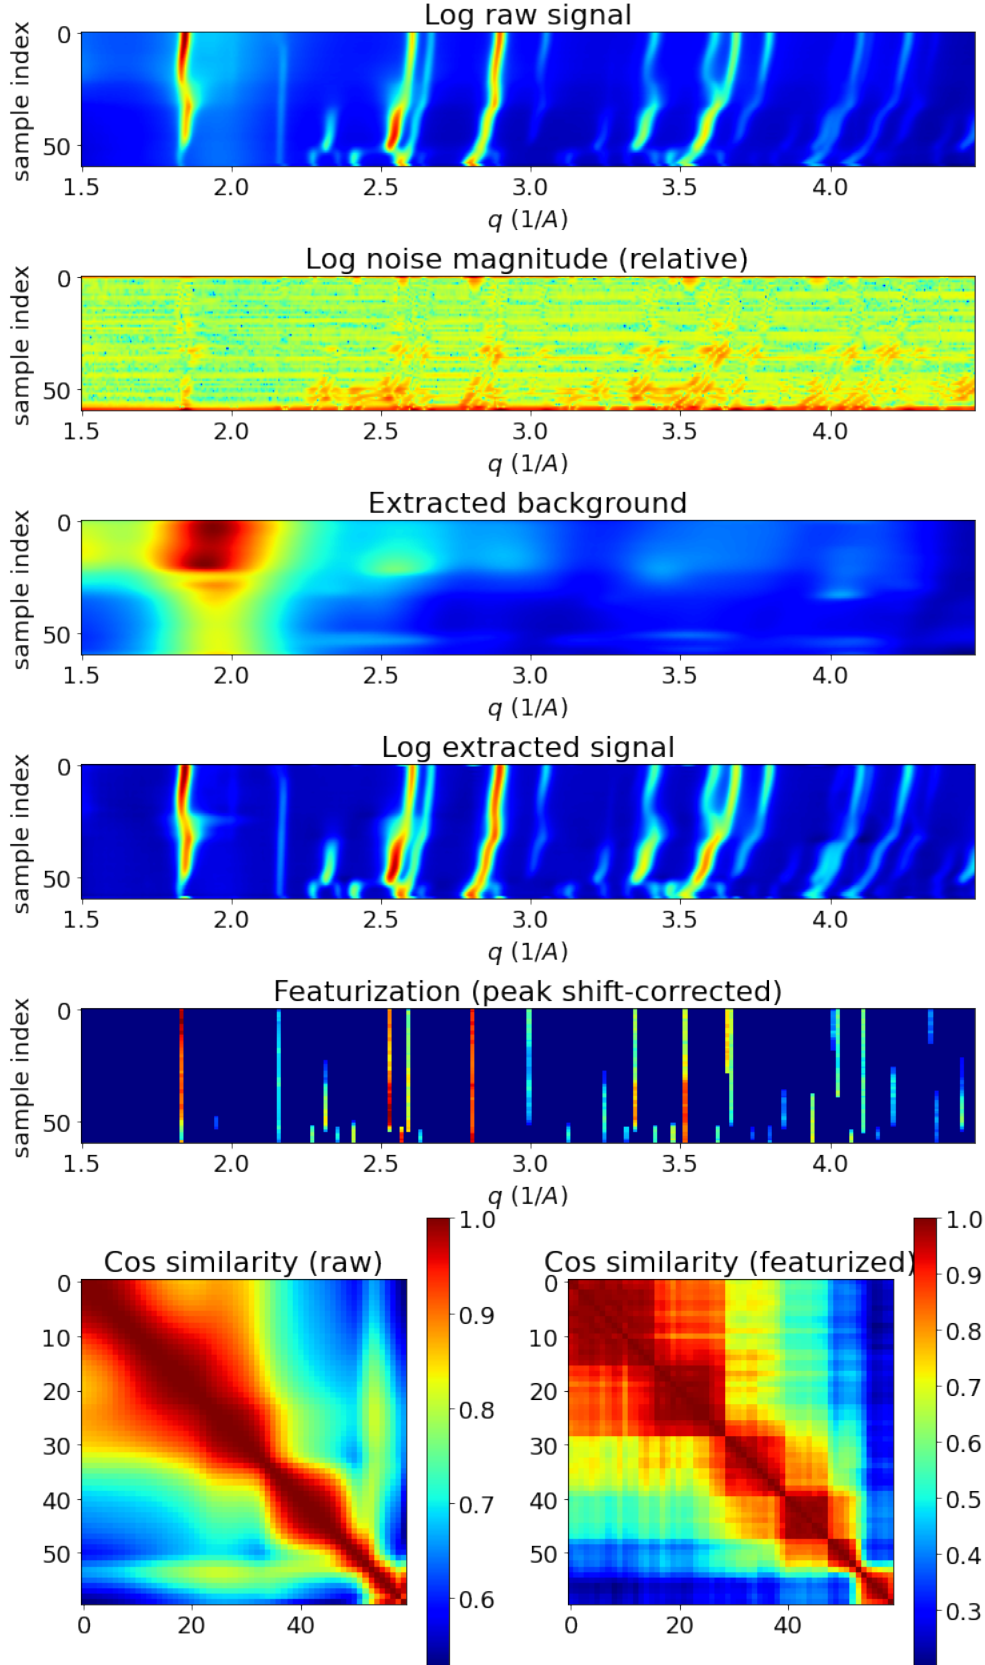 Log raw signal
sample index
0
50
1.5 2.0 2.5 3.0 3.5 4.0
q (1/A)
Log noise magnitude (relative)
sample index
0
50
1.5 2.0 2.5 3.0 3.5 4.0
q (1/A)
Extracted background
sample index
0
50
1.5 2.0 2.5 3.0 3.5 4.0
q (1/A)
Log extracted signal
sample index
0
50
1.5 2.0 2.5 3.0 3.5 4.0
q (1/A)
Featurization (peak shift-corrected)
sample index
0
50
1.5 2.0 2.5 3.0 3.5 4.0
q (1/A)
Cos similarity (raw)
0
10
20
30
40
50
0 20 40
1.0
0.9
0.8
0.7
0.6
Cos similarity (featurized)
0
10
20
30
40
50
0 20 40
1.0
0.9
0.8
0.7
0.6
0.5
0.4
0.3